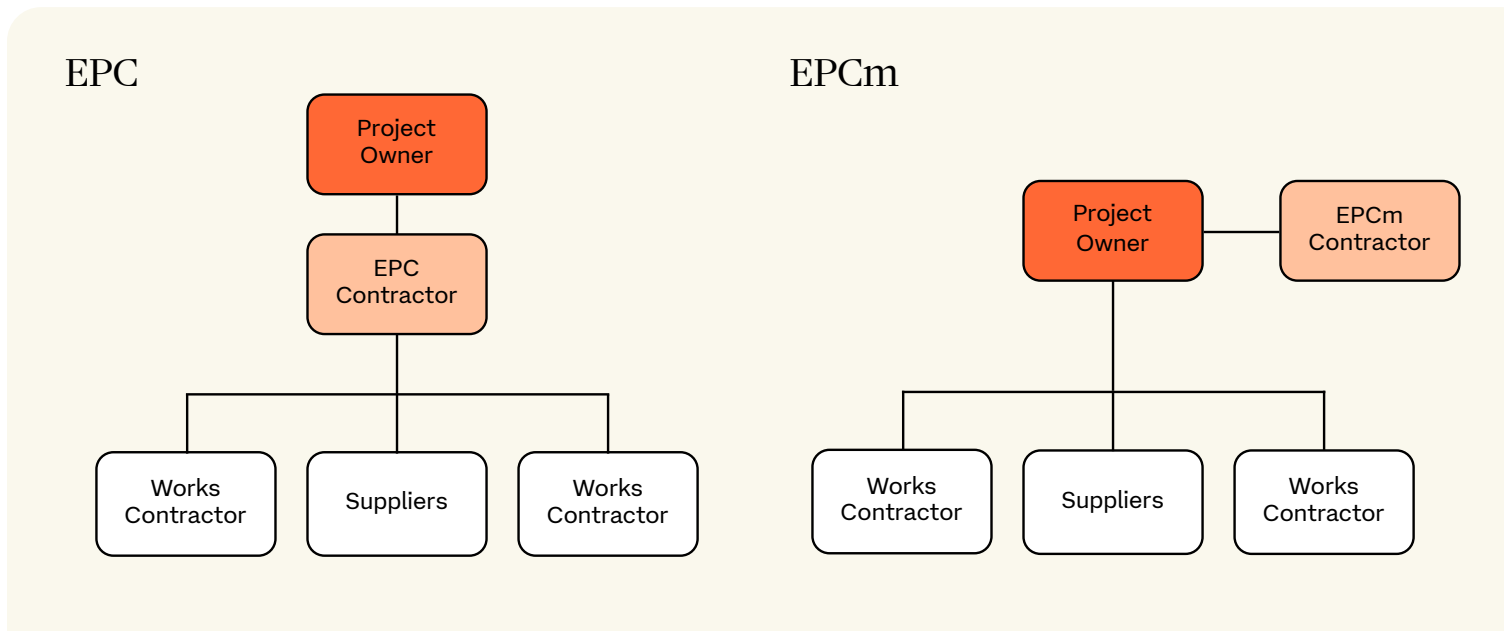 EPC
Project
Owner
EPC
Contractor
Works
Contractor
Suppliers
Works
Contractor
EPCm
Project
Owner
EPCm
Contractor
Works
Contractor
Suppliers
Works
Contractor